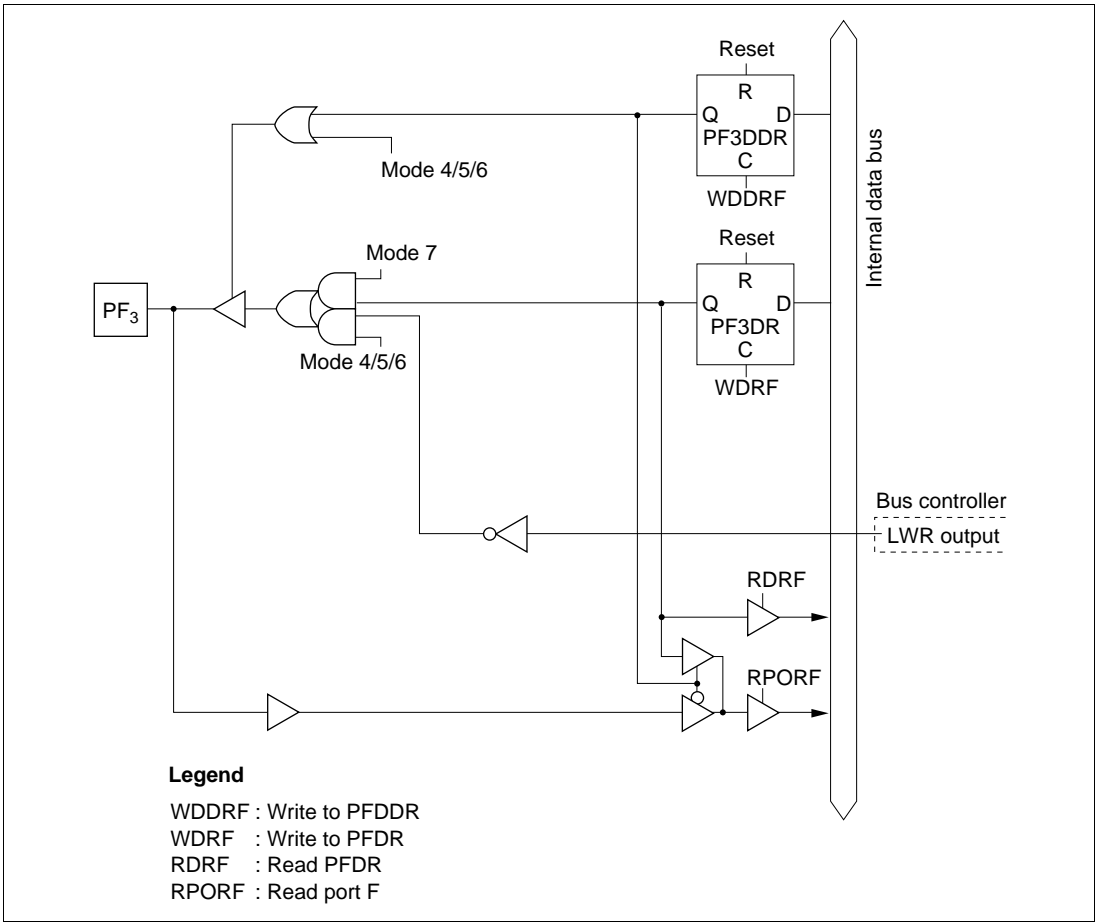 Reset
R
Q D
PF3DDR
C
WDDRF
Mode 4/5/6
Internal data bus
Reset
R
Q D
PF3DR
C
WDRF
Mode 7
PF3
Mode 4/5/6
Bus controller
LWR output
RDRF
RPORF
Legend
WDDRF : Write to PFDDR
WDRF : Write to PFDR
RDRF : Read PFDR
RPORF : Read port F